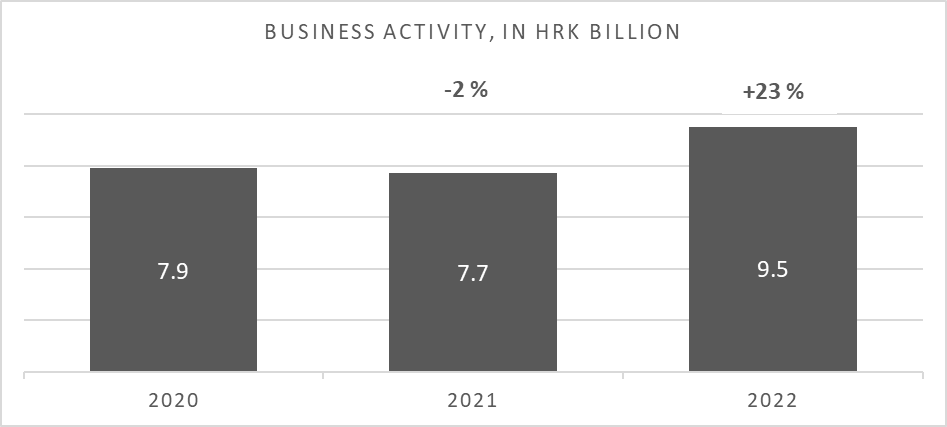 BUSINESS ACTIVITY, IN HRK BILLION
-2 % +23 %
7.9 7.7 9.5
2020 2021 2022